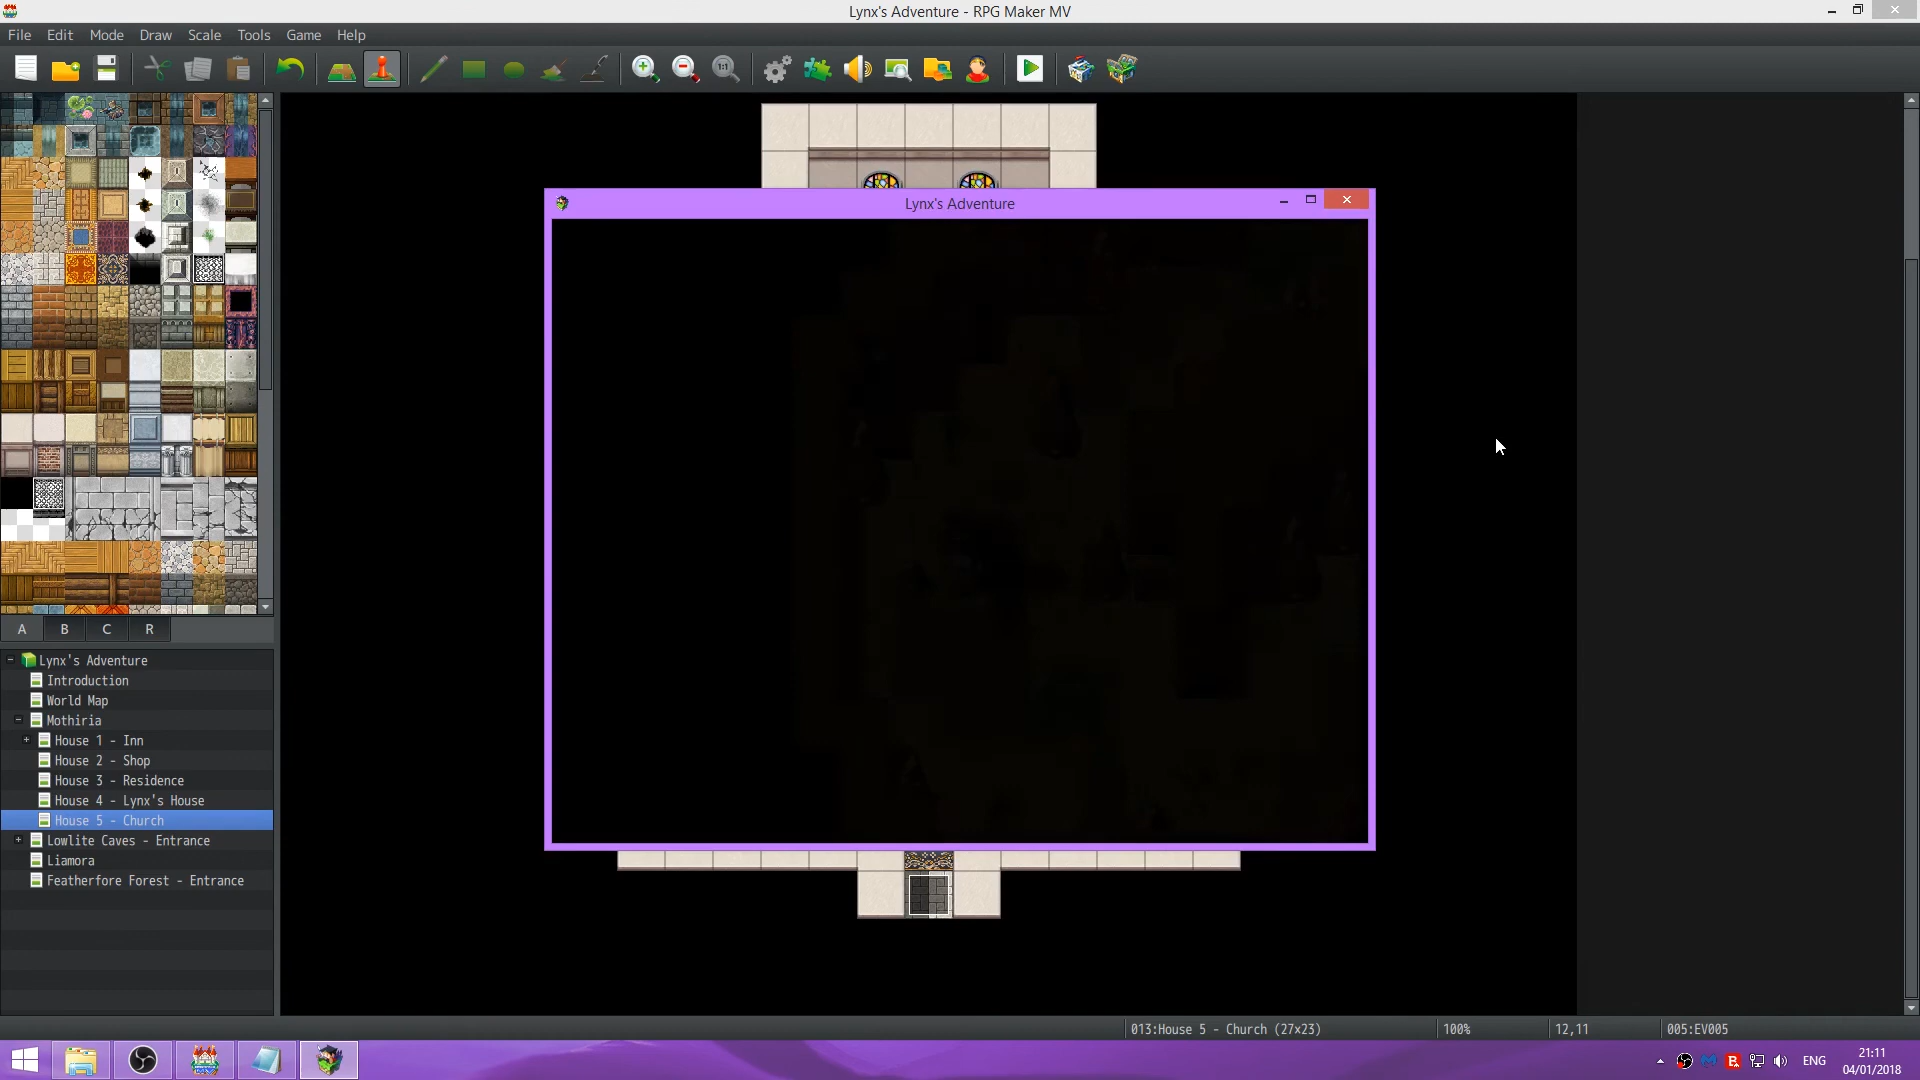 Lynx's Adventure - RPG Maker MV
File Edit Mode Draw Scale Tools Game Help
1:1
Lynx's Adventure
A B C R
Lynx's Adventure
Introduction
World Map
Mothiria
House 1 - Inn
House 2 - Shop
House 3 - Residence
House 4 - Lynx's House
House 5 - Church
Lowlite Caves - Entrance
Liamora
Featherfore Forest - Entrance
013:House 5 - Church (27x23) 100% 12,11 005:EV005
ENG
21:11
04/01/2018